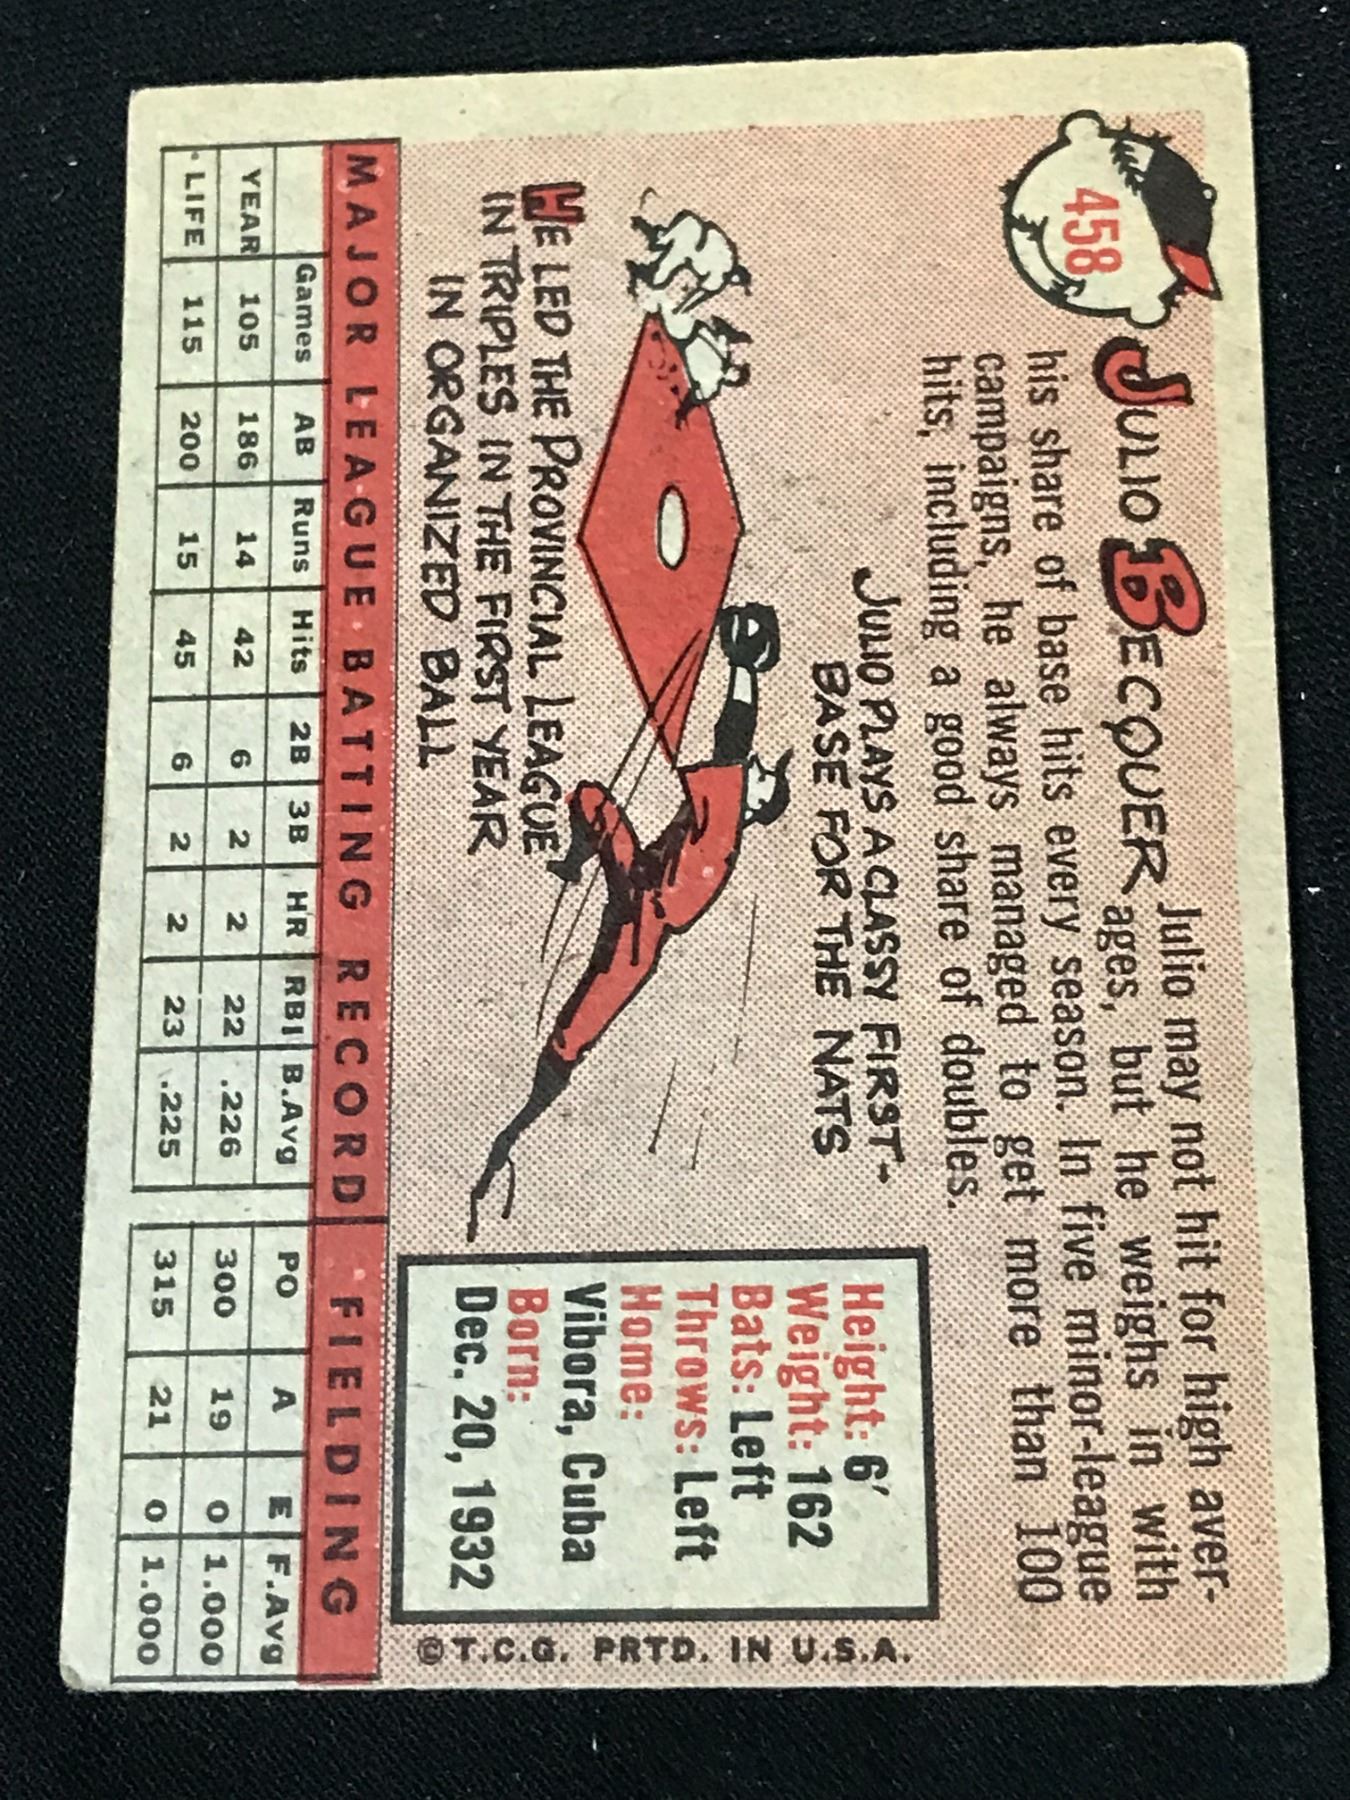 458
JULIO BECQUER
Julio may not hit for high aver-
ages, but he weighs in with
his share of base hits every season. In five minor-league
campaigns, he always managed to get more than 100
hits, including a good share of doubles.
JULIO PLAYS A CLASSY FIRST-
BASE FOR THE NATS
HE LED THE PROVINCIAL LEAGUE
IN TRIPLES IN THE FIRST YEAR
IN ORGANIZED BALL
Height: 6'
Weight: 162
Bats: Left
Throws: Left
Home:
Vibora, Cuba
Born:
Dec. 20, 1932
©T.C.G. PRTD. IN U.S.A.
MAJOR LEAGUE BATTING RECORD FIELDING
Games AB Runs Hits 2B 3B HR RBI B.Avg PO A E F.Avg
YEAR 105 186 14 42 6 2 2 22 .226 300 19 0 1.000
LIFE 115 200 15 45 6 2 2 23 .225 315 21 0 1.000